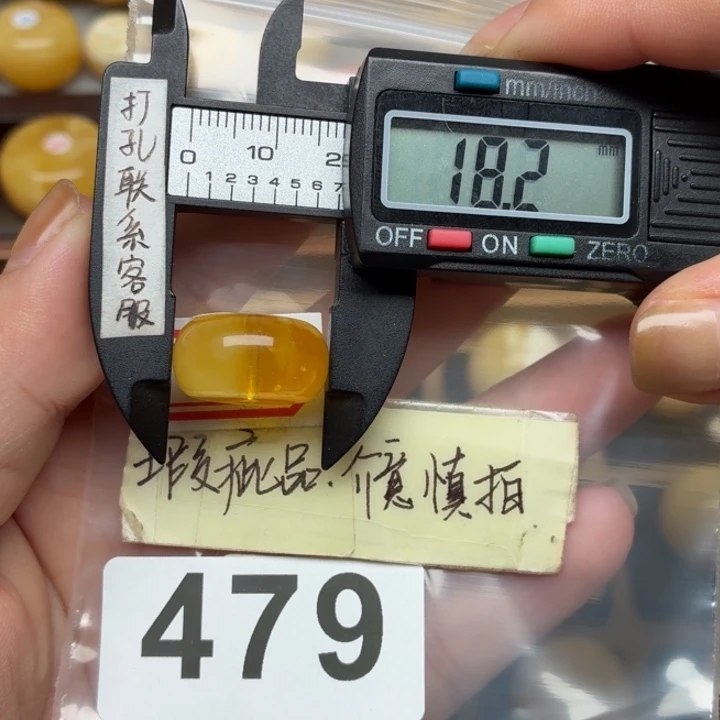 打孔联系客服
0 10 2
1 2 3 4 5 6 7
mm/inch
18.2 mm
OFF ON ZERO
瑕疵品.介意慎拍
479